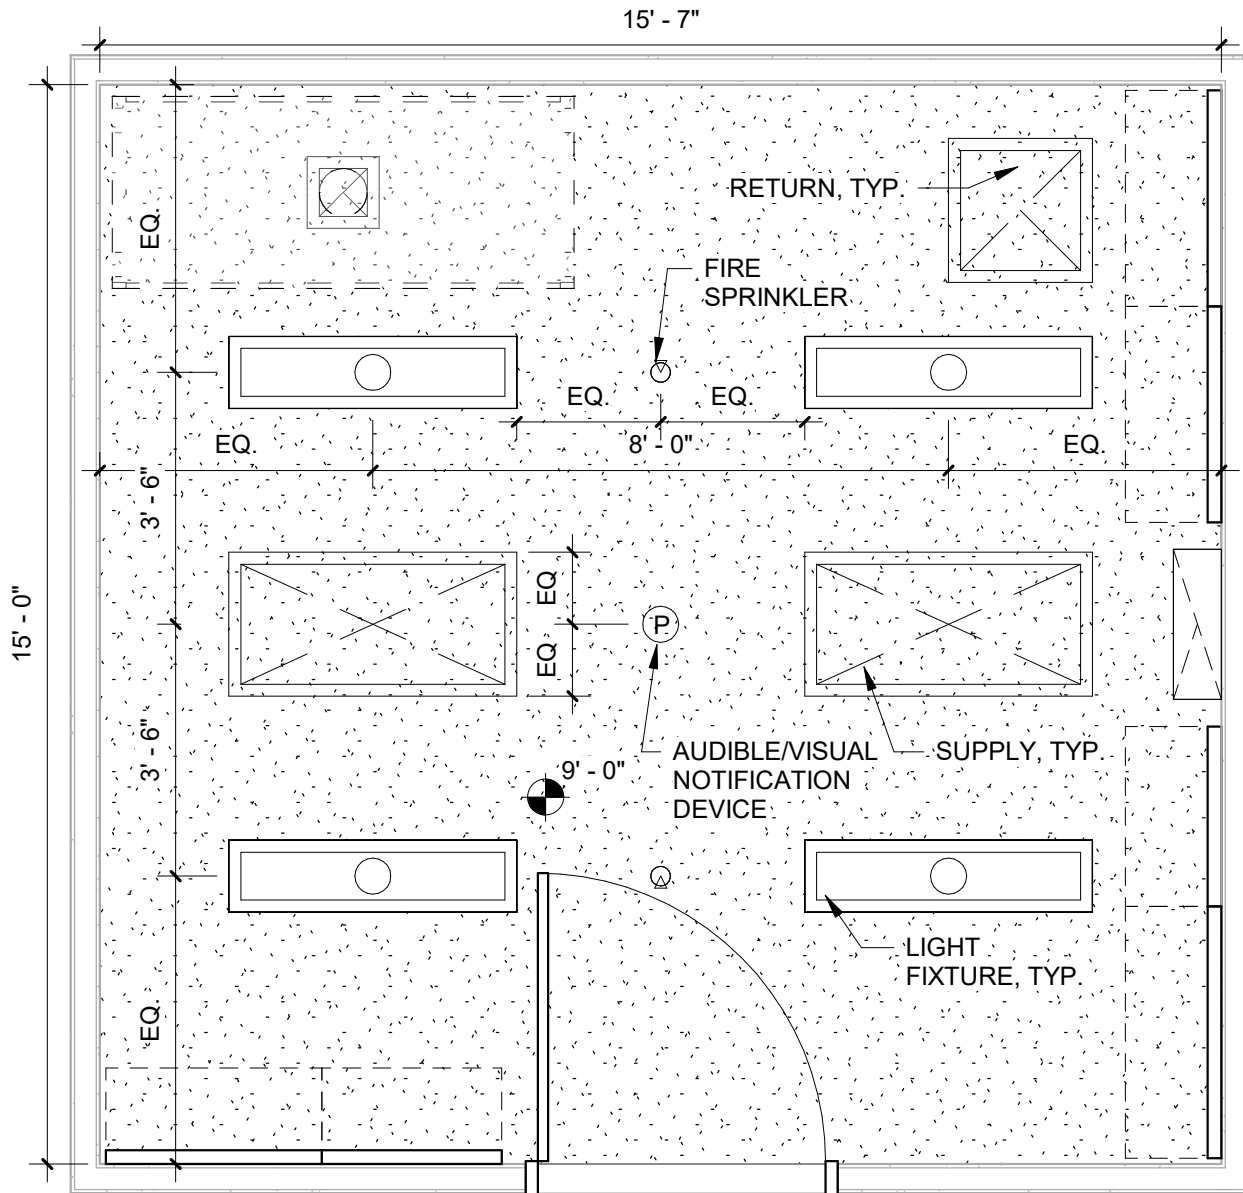 15' - 7"
RETURN, TYP.
EQ.
FIRE
SPRINKLER
EQ.
EQ.
EQ.
8' - 0"
EQ.
3' - 6"
15' - 0"
EQ
P
EQ
3' - 6"
AUDIBLE/VISUAL
NOTIFICATION
DEVICE
SUPPLY, TYP.
9' - 0"
LIGHT
FIXTURE, TYP.
EQ.